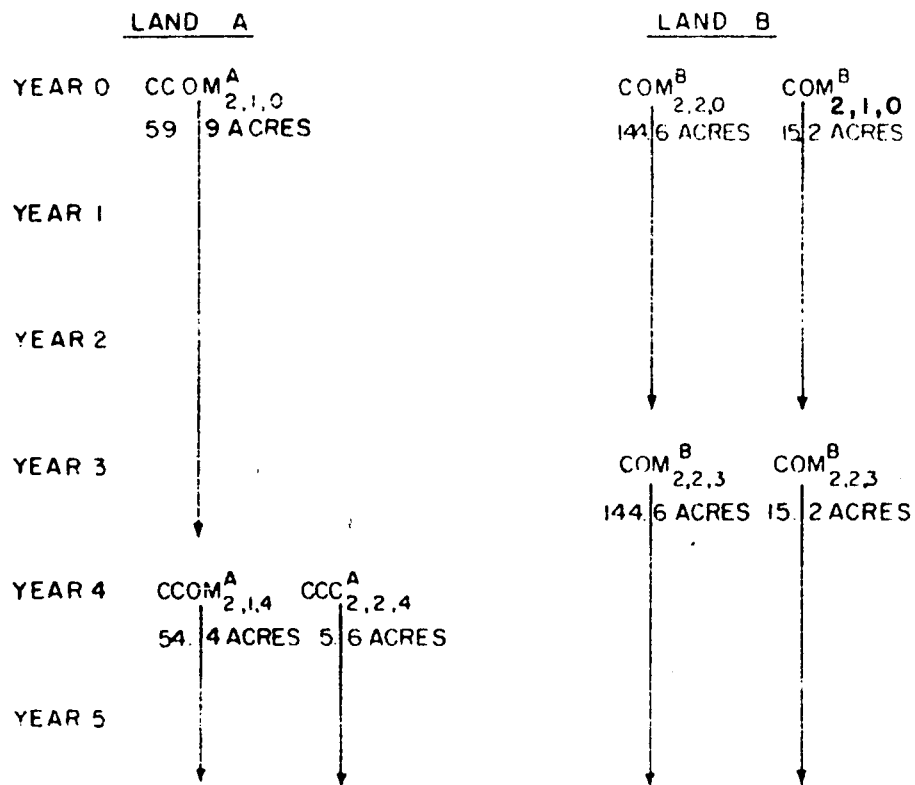 LAND A LAND B
YEAR 0 CCOM A 2,1,0 COM B 2,2,0 COM B 2,1,0
59 9 ACRES 144.6 ACRES 15.2 ACRES
YEAR 1
YEAR 2
YEAR 3 COM B 2,2,3 COM B 2,2,3
144.6 ACRES 15.2 ACRES
YEAR 4 CCOM A 2,1,4 CCC A 2,2,4
54.4 ACRES 5.6 ACRES
YEAR 5